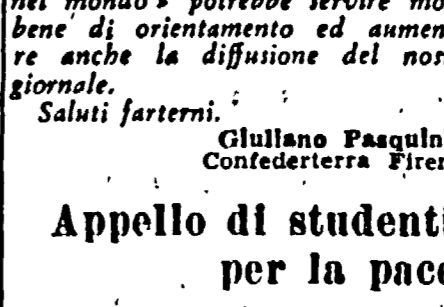 nel mondo » potrebbe servire mo
bene di orientamento ed aumen
re anche la diffusione del nos
giornale.
Saluti farterni.
Giuliano Pasquin
Confederterra Firen
Appello di studenti
per la pace